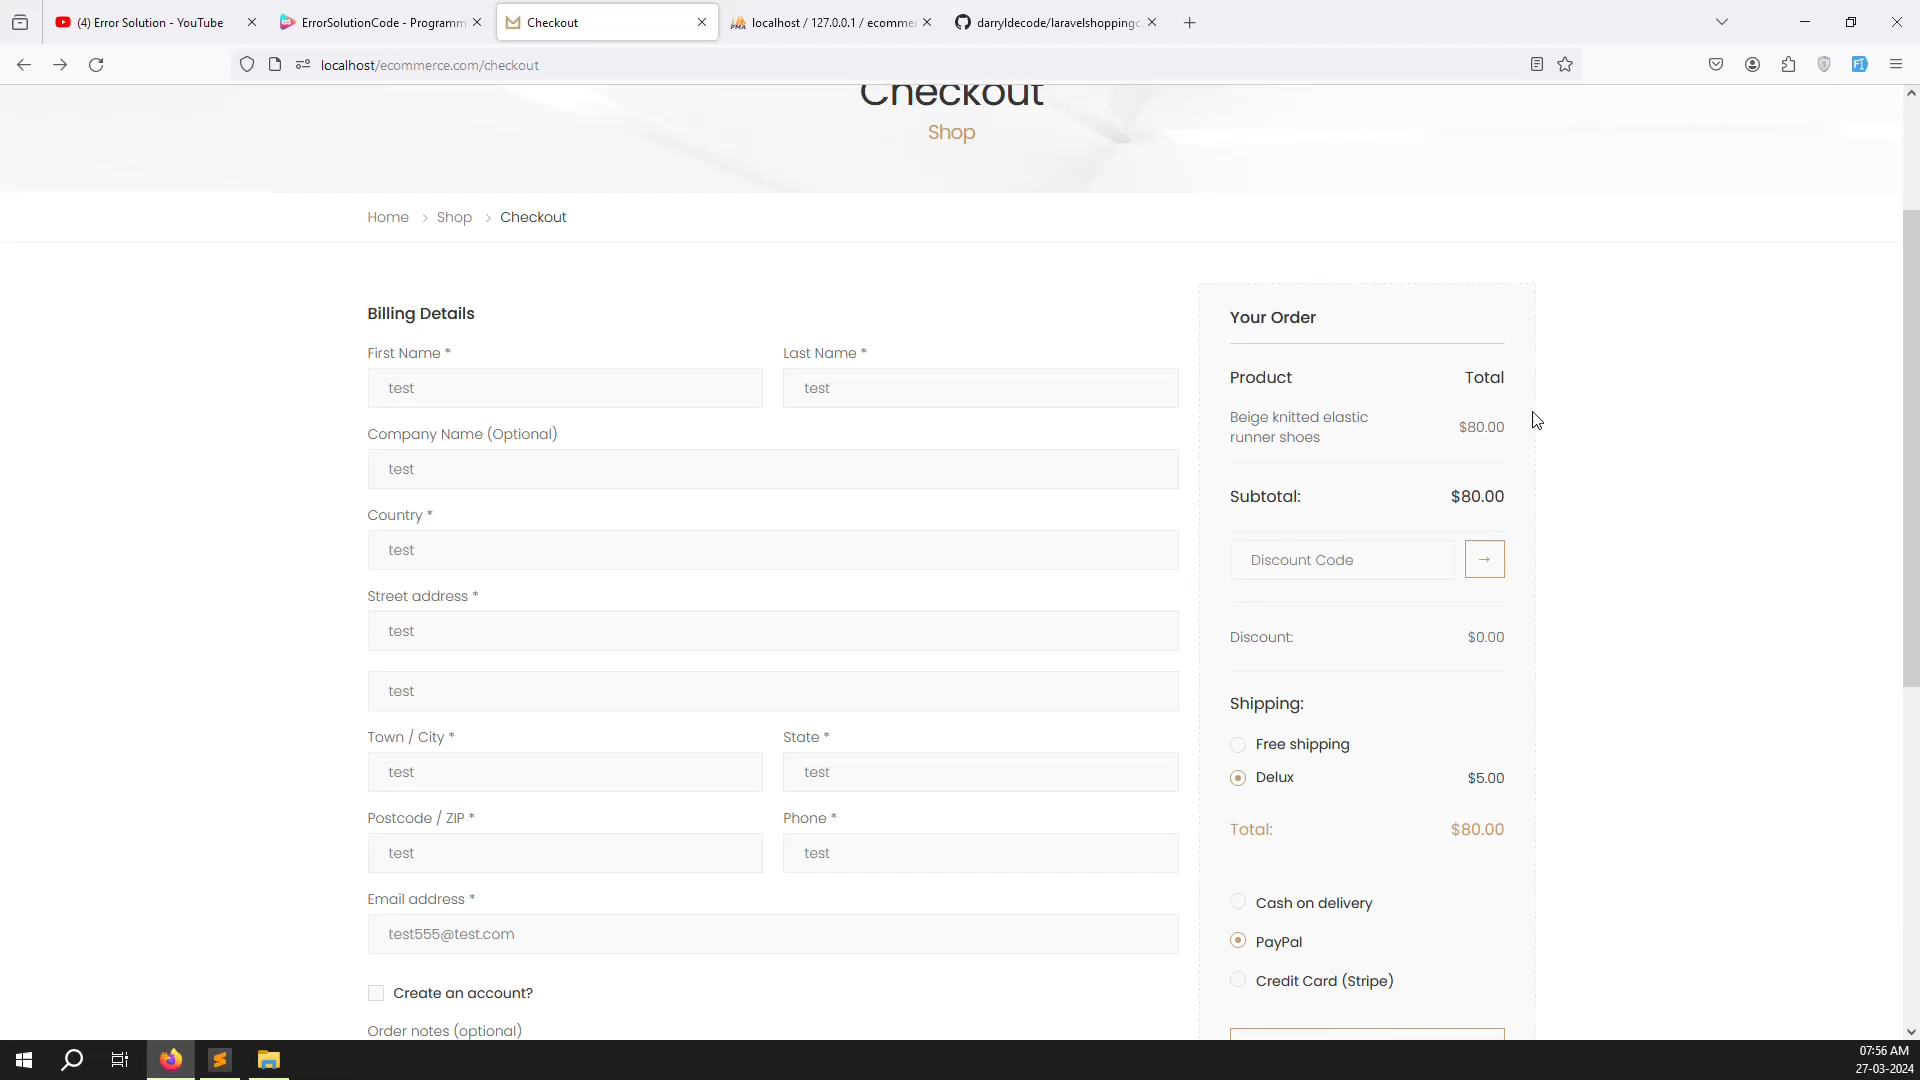 (4) Error Solution - YouTube
ErrorSolutionCode - Programm
Checkout
localhost / 127.0.0.1 / ecommer
darryldecode/laravelshoppingc
localhost/ecommerce.com/checkout
Checkout
Shop
Home
Shop
Checkout
Billing Details
First Name *
Last Name *
test
test
Company Name (Optional)
test
Country *
test
Street address *
test
test
Town / City *
State *
test
test
Postcode / ZIP *
Phone *
test
test
Email address *
test555@test.com
Create an account?
Order notes (optional)
Your Order
Product
Total
Beige knitted elastic
runner shoes
$80.00
Subtotal:
$80.00
Discount Code
→
Discount:
$0.00
Shipping:
Free shipping
Delux
$5.00
Total:
$80.00
Cash on delivery
PayPal
Credit Card (Stripe)
07:56 AM
27-03-2024